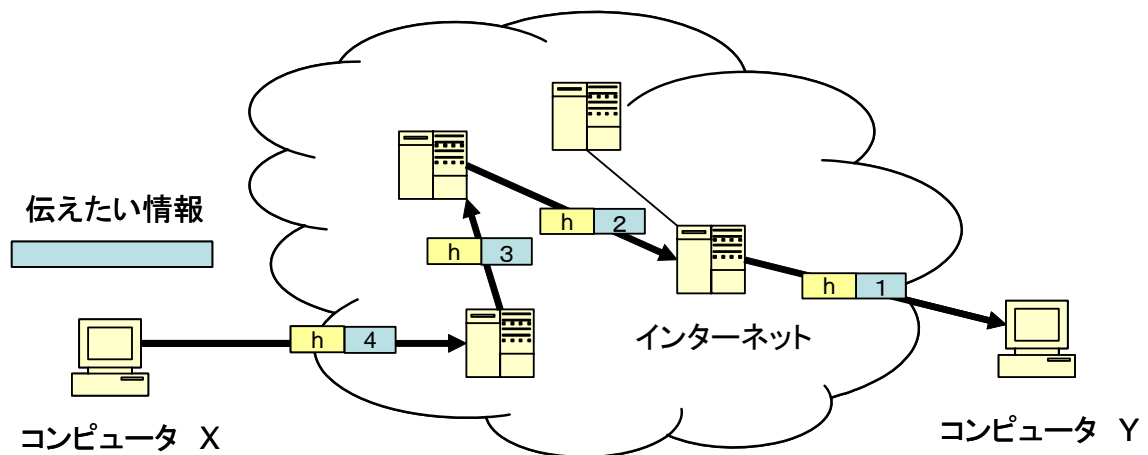 伝えたい情報
h 2
h 3
h 1
インターネット
h 4
コンピュータ X
コンピュータ Y